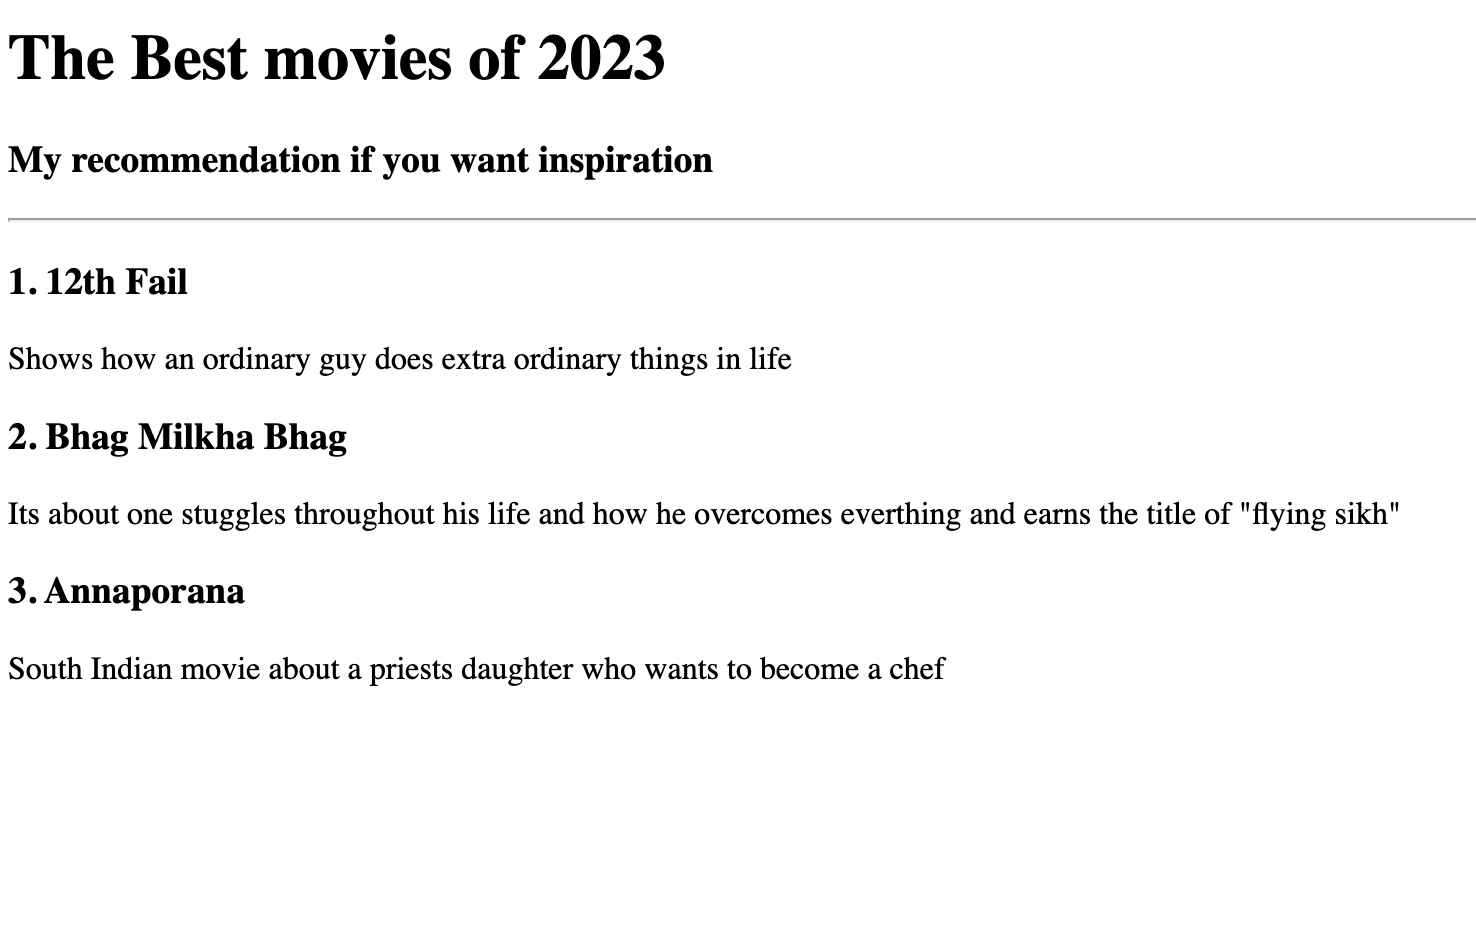 The Best movies of 2023
My recommendation if you want inspiration
1. 12th Fail
Shows how an ordinary guy does extra ordinary things in life
2. Bhag Milkha Bhag
Its about one stuggles throughout his life and how he overcomes everthing and earns the title of "flying sikh"
3. Annaporana
South Indian movie about a priests daughter who wants to become a chef